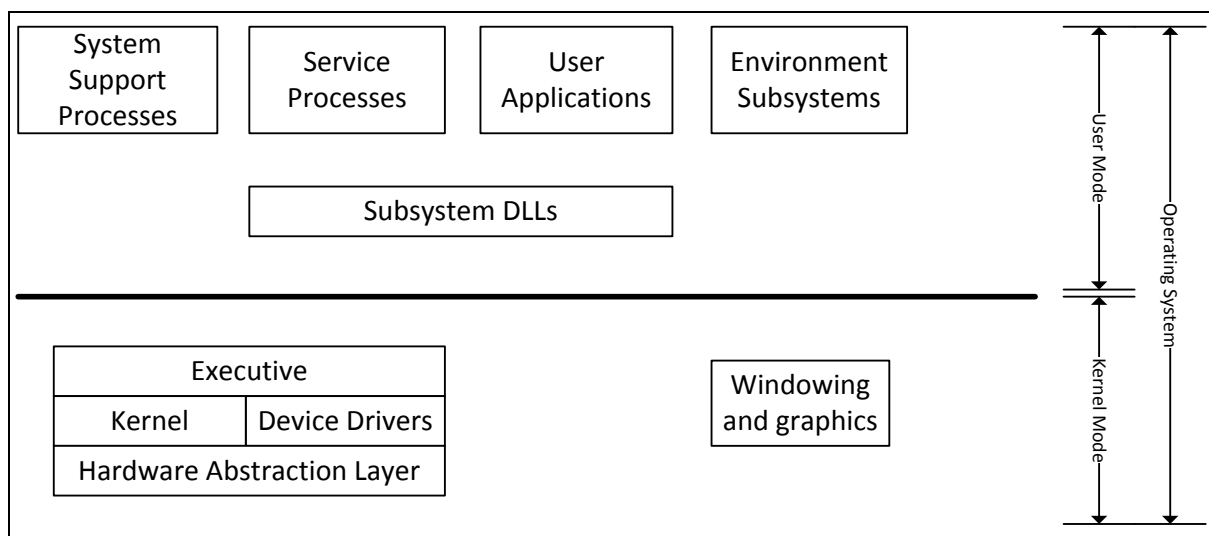 System
Support
Processes
Service
Processes
User
Applications
Environment
Subsystems
Subsystem DLLs
User Mode
Operating System
Executive
Kernel
Device Drivers
Hardware Abstraction Layer
Windowing
and graphics
Kernel Mode